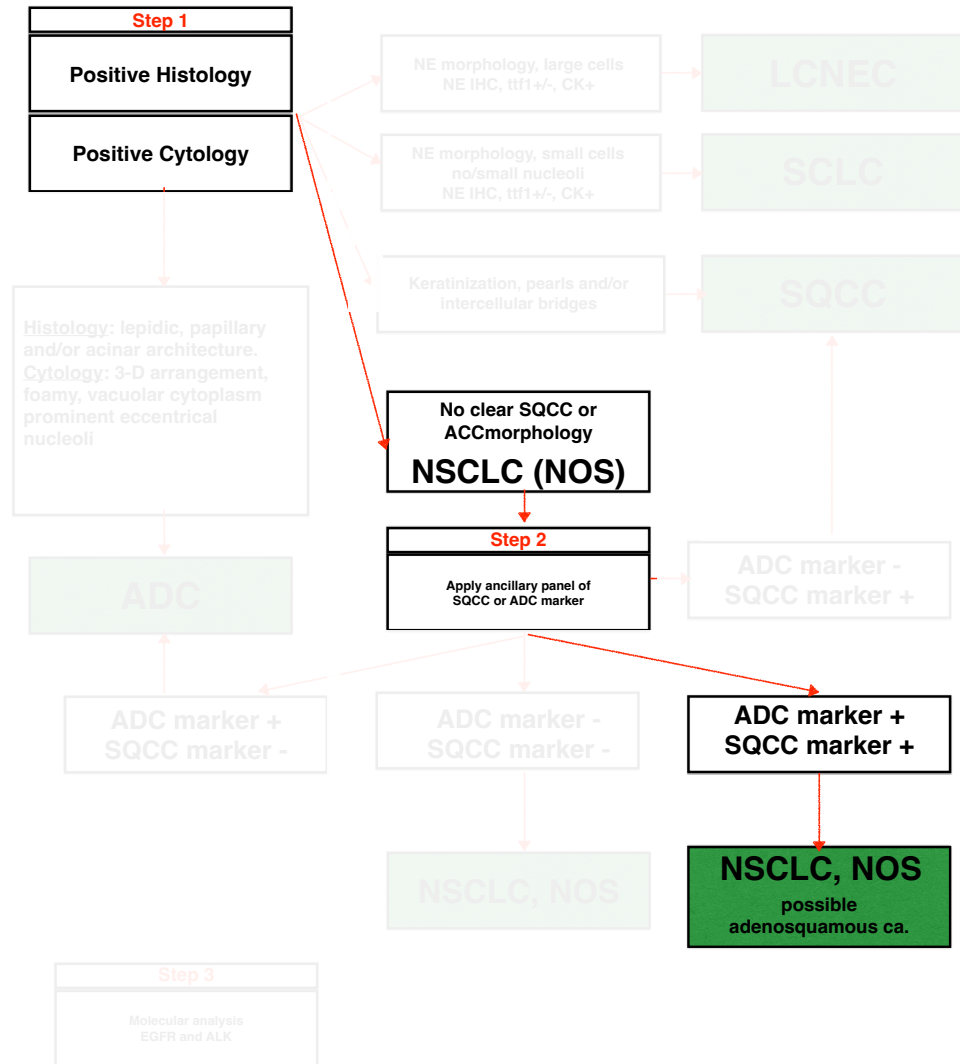 Step 1
Positive Histology
Positive Cytology
NE morphology, large cells
NE IHC, ttf1+/-, CK+
LCNEC
NE morphology, small cells
no/small nucleoli
NE IHC, ttf1+/-, CK+
SCLC
Keratinization, pearls and/or
intercellular bridges
SQCC
Histology: lepidic, papillary
and/or acinar architecture.
Cytology: 3-D arrangement,
foamy, vacuolar cytoplasm
prominent eccentrical
nucleoli
No clear SQCC or
ACCmorphology
NSCLC (NOS)
Step 2
Apply ancillary panel of
SQCC or ADC marker
ADC marker -
SQCC marker +
ADC
ADC marker +
SQCC marker -
ADC marker -
SQCC marker -
ADC marker +
SQCC marker +
NSCLC, NOS
NSCLC, NOS
possible
adenosquamous ca.
Step 3
Molecular analysis
EGFR and ALK